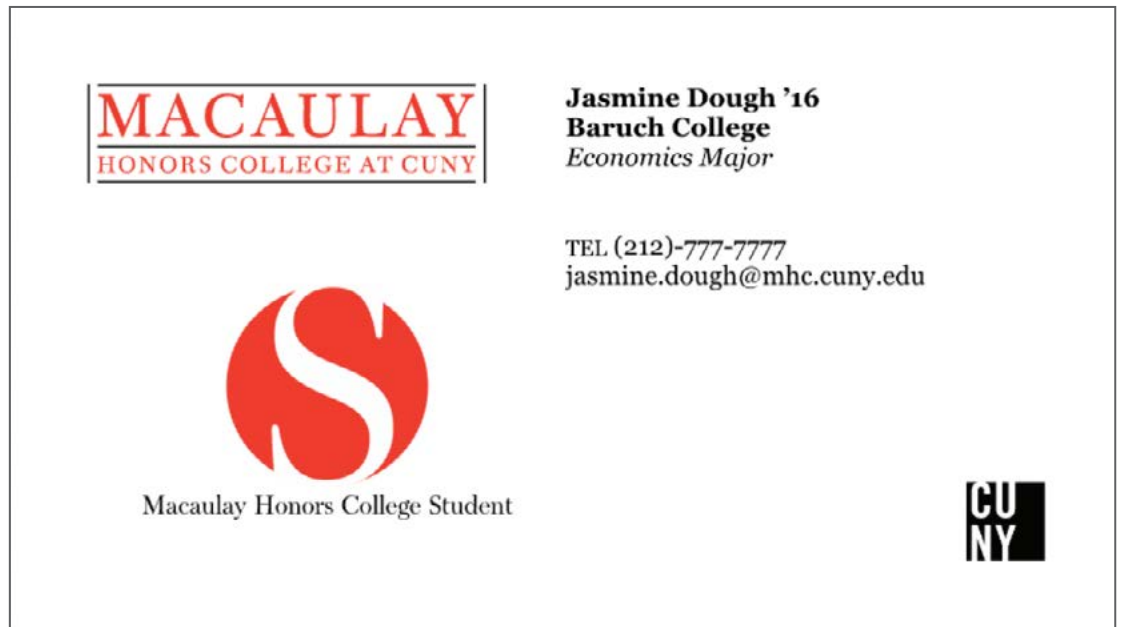 MACAULAY
HONORS COLLEGE AT CUNY
S
Macaulay Honors College Student
Jasmine Dough ’16
Baruch College
Economics Major
TEL (212)-777-7777
jasmine.dough@mhc.cuny.edu
CU
NY